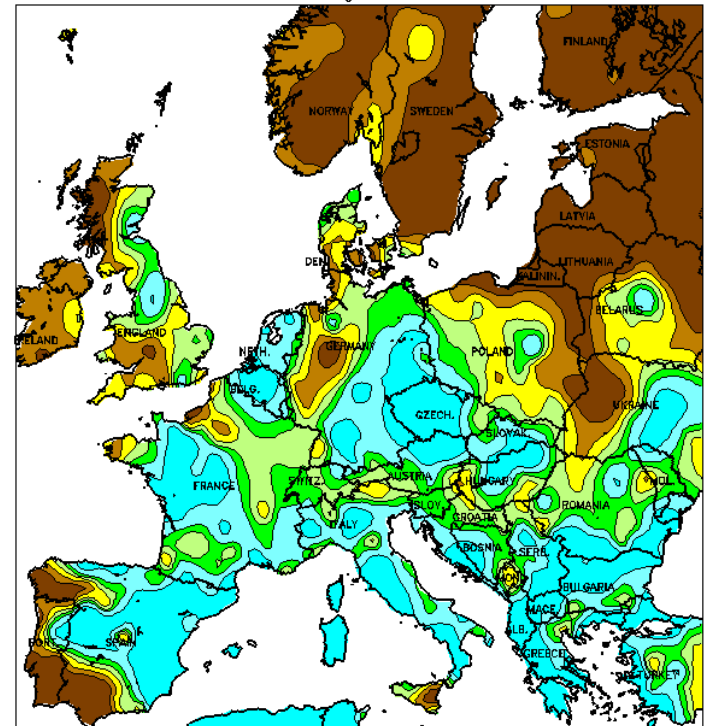 FINLAND
NORWAY
SWEDEN
ESTONIA
LATVIA
LITHUANIA
KALININ.
DEN.
BELARUS
IRELAND
ENGLAND
NETH.
GERMANY
POLAND
BELG.
UKRAINE
CZECH.
SLOVAK.
FRANCE
SWITZ.
AUSTRIA
HUNGARY
MOL.
SLOV.
ROMANIA
CROATIA
ITALY
BOSNIA
SERB.
MON.
BULGARIA
MACE.
PORT.
SPAIN
ALB.
GREECE
TURKEY